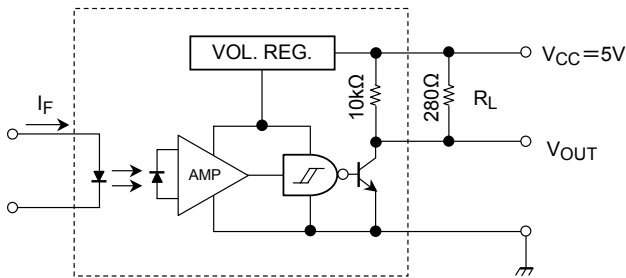 VOL. REG.
V_CC=5V
I_F
10kΩ
280Ω
R_L
V_OUT
AMP